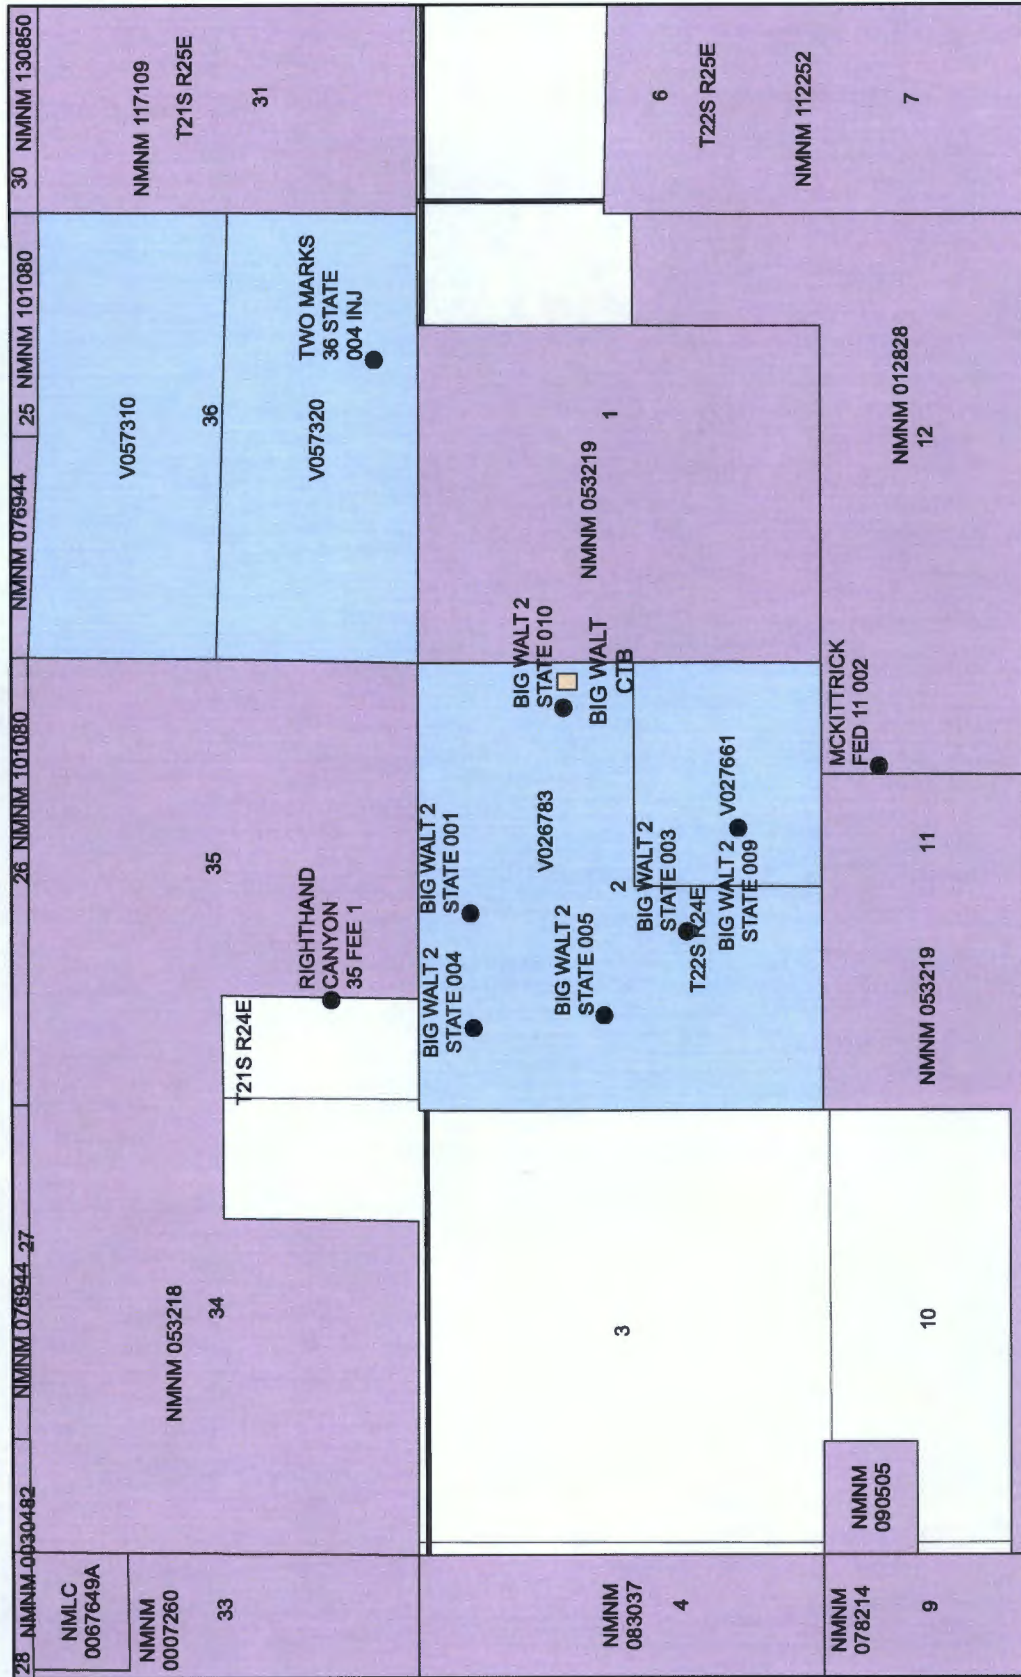 28
NMNM 0030482
NMNM 076944
27
26
NMNM 101080
NMNM 076944
25
NMNM 101080
30
NMNM 130850
NMLC
0067649A
NMNM
0007260
33
NMNM 053218
34
T21S R24E
RIGHTHAND
CANYON
35 FEE 1
35
V057310
36
V057320
TWO MARKS
36 STATE
004 INJ
NMNM 117109
T21S R25E
31
NMNM
083037
4
3
BIG WALT 2
STATE 004
BIG WALT 2
STATE 001
BIG WALT 2
STATE 005
V026783
2
BIG WALT 2
STATE 010
BIG WALT
CTB
BIG WALT 2
STATE 003
T22S R24E
BIG WALT 2
STATE 009
V027661
NMNM 053219
1
6
T22S R25E
NMNM 112252
7
NMNM
078214
9
NMNM
090505
10
NMNM 053219
11
MCKITTRICK
FED 11 002
NMNM 012828
12